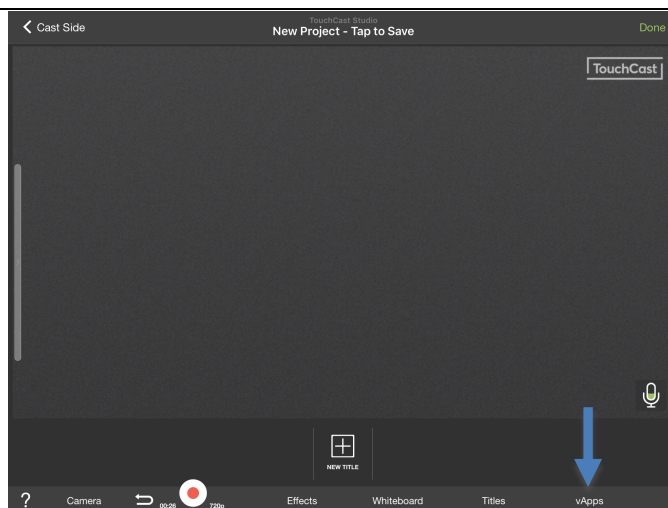 TouchCast Studio
Cast Side
New Project - Tap to Save
Done
TouchCast
NEW TITLE
? Camera 00:26 720p Effects Whiteboard Titles vApps